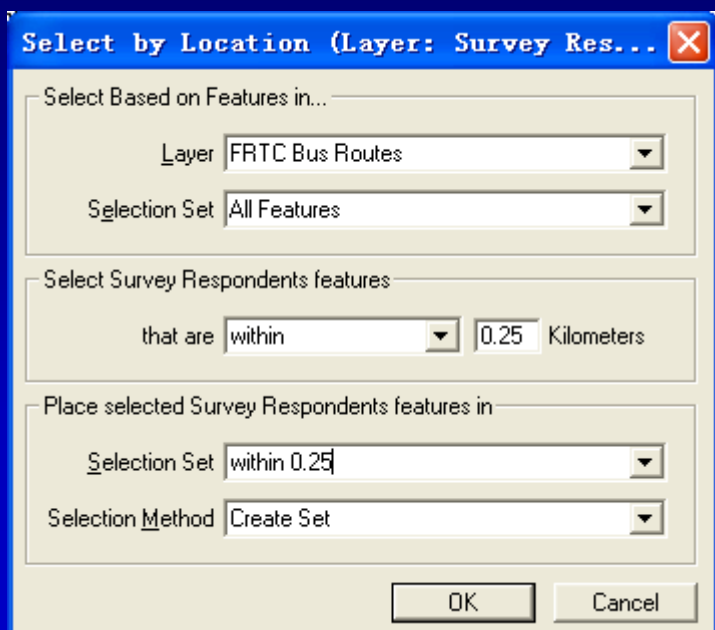 Select by Location (Layer: Survey Res...
Select Based on Features in...
Layer FRTC Bus Routes
Selection Set All Features
Select Survey Respondents features
that are within 0.25 Kilometers
Place selected Survey Respondents features in
Selection Set within 0.25
Selection Method Create Set
OK Cancel